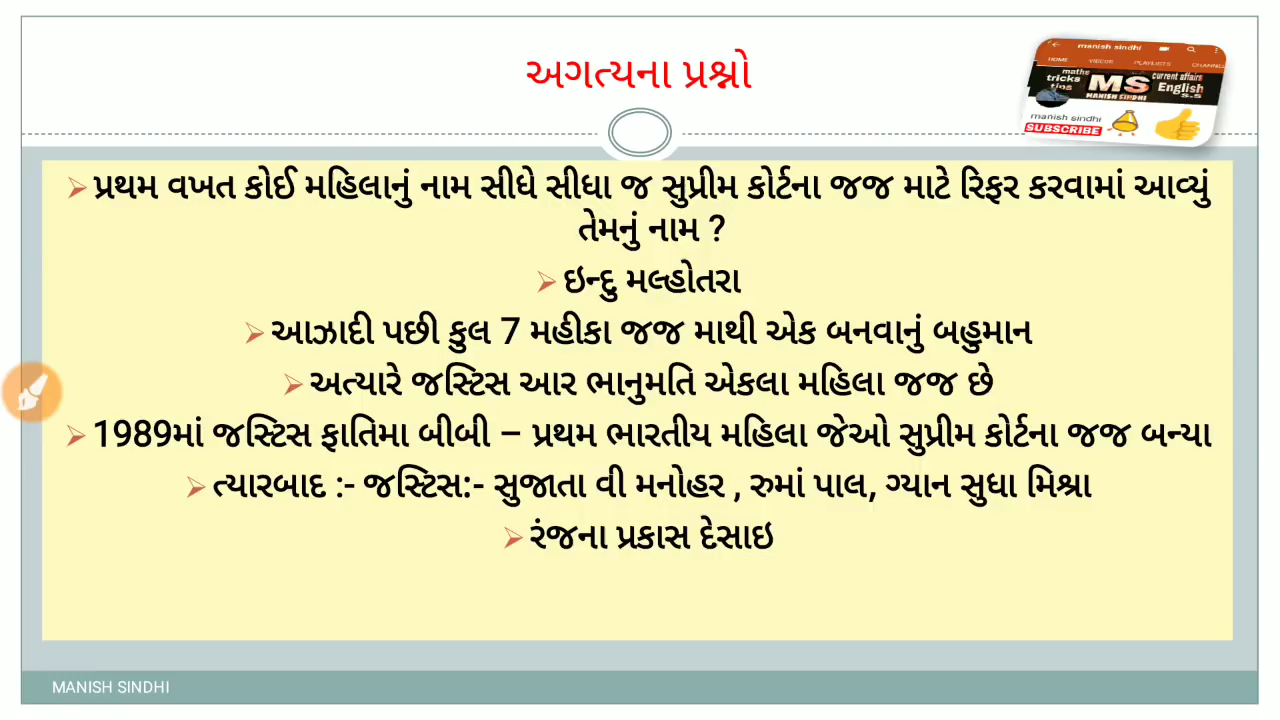 અગત્યના પ્રશ્નો
manish sindhi
HOME VIDEOS PLAYLISTS CHANNEL
maths tricks tips
MS
MANISH SINDHI
current affairs
English
S.S
manish sindhi
SUBSCRIBE
પ્રથમ વખત કોઈ મહિલાનું નામ સીધે સીધા જ સુપ્રીમ કોર્ટના જજ માટે રિફર કરવામાં આવ્યું
તેમનું નામ ?
ઇન્દુ મલ્હોતરા
આઝાદી પછી કુલ 7 મહીકા જજ માથી એક બનવાનું બહુમાન
અત્યારે જસ્ટિસ આર ભાનુમતિ એકલા મહિલા જજ છે
1989માં જસ્ટિસ ફાતિમા બીબી – પ્રથમ ભારતીય મહિલા જેઓ સુપ્રીમ કોર્ટના જજ બન્યા
ત્યારબાદ :- જસ્ટિસ:- સુજાતા વી મનોહર , રુમાં પાલ, ગ્યાન સુધા મિશ્રા
રંજના પ્રકાસ દેસાઇ
MANISH SINDHI